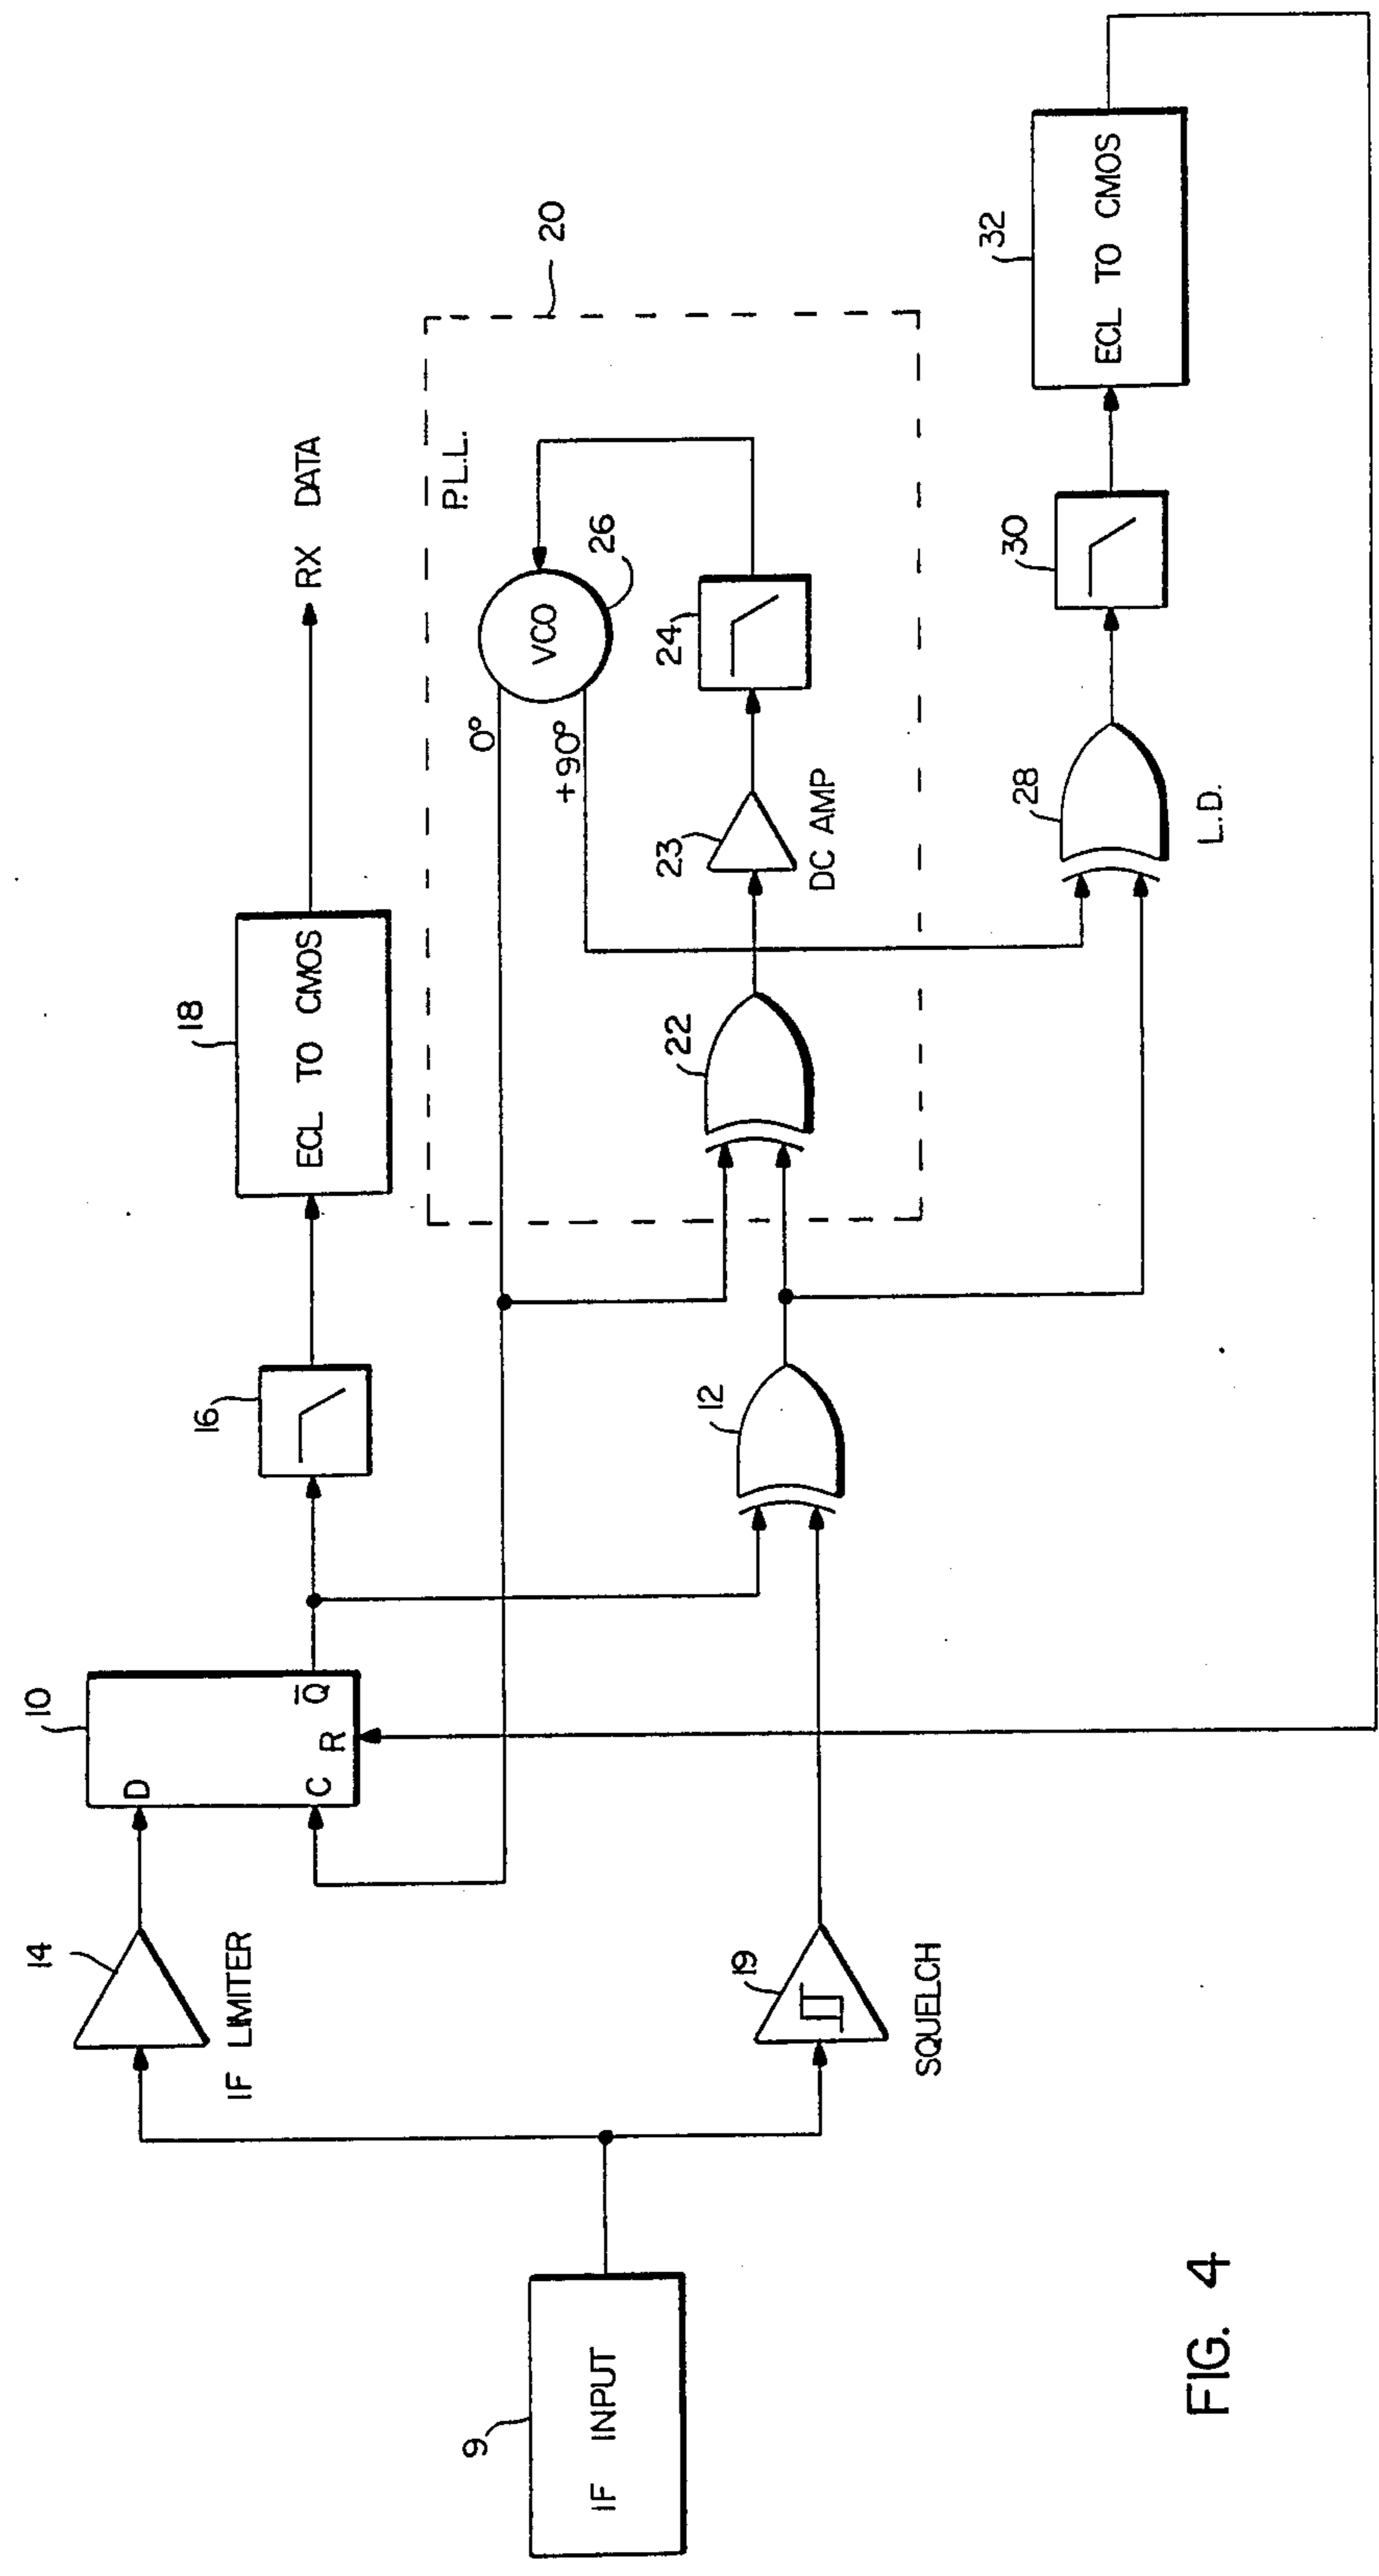 9
IF INPUT
14
IF LIMITER
19
SQUELCH
10
D
C
R
Q̅
16
18
ECL TO CMOS
RX DATA
12
20
P.L.L.
22
23
DC AMP
24
VCO
26
0°
+90°
28
L.D.
30
32
ECL TO CMOS
FIG. 4